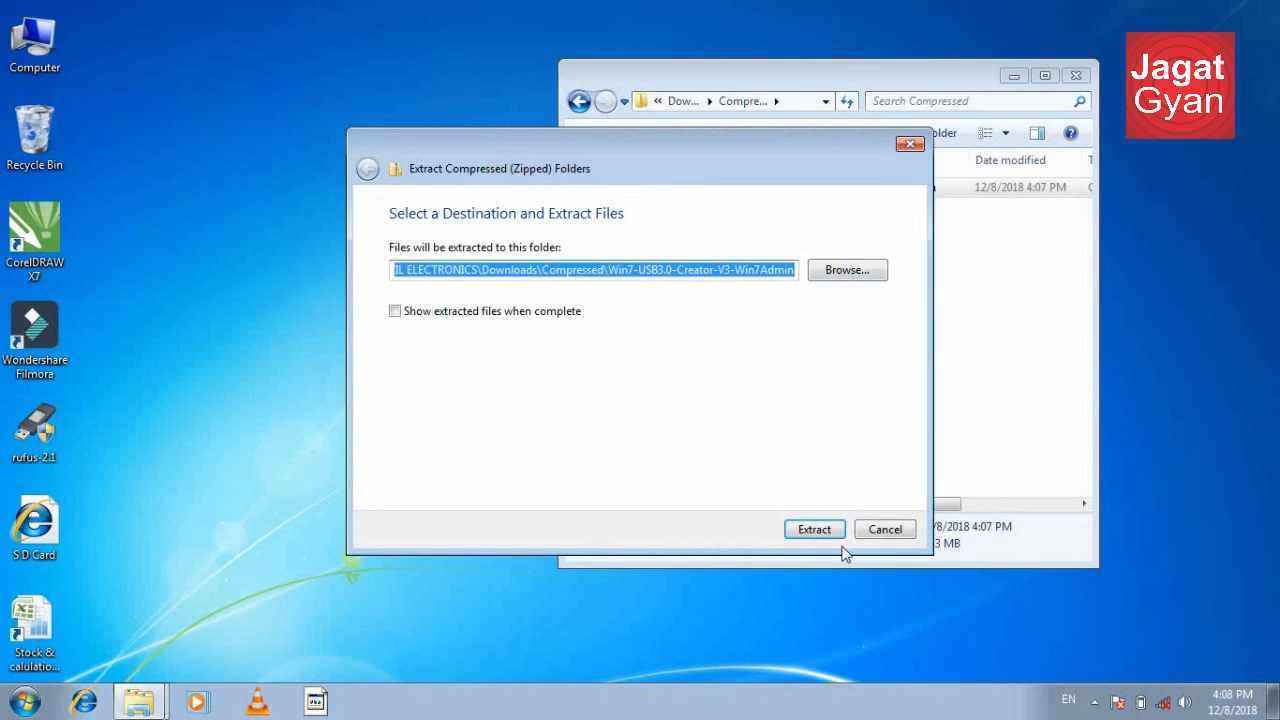 Computer
Recycle Bin
CorelDRAW
X7
Wondershare
Filmora
rufus-2.1
S D Card
Stock &
calulatio...
Jagat
Gyan
« Dow... Compre...
Search Compressed
older
Date modified
12/8/2018 4:07 PM
Extract Compressed (Zipped) Folders
Select a Destination and Extract Files
Files will be extracted to this folder:
IL ELECTRONICS\Downloads\Compressed\Win7-USB3.0-Creator-V3-Win7Admin
Browse...
Show extracted files when complete
Extract
Cancel
/8/2018 4:07 PM
3 MB
EN
4:08 PM
12/8/2018